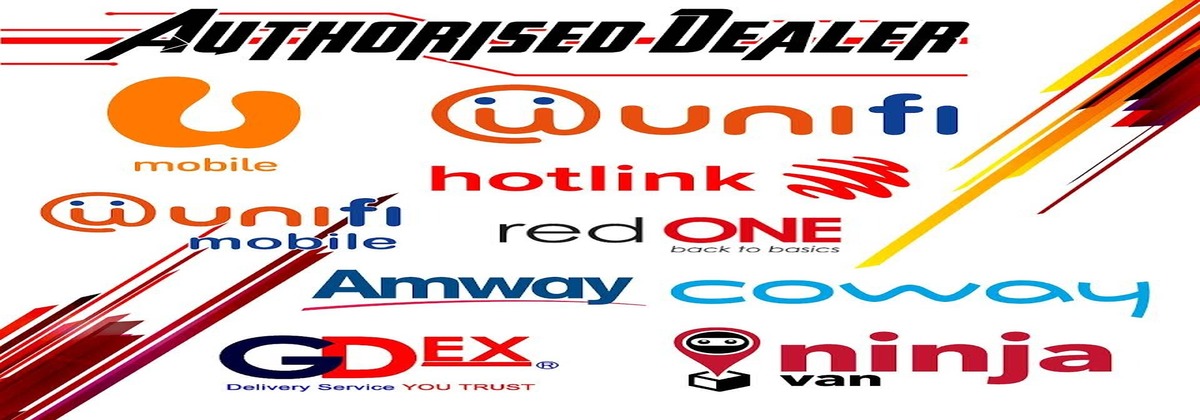 AUTHORISED DEALER
mobile
unifi
hotlink
unifi
mobile
red ONE
back to basics
Amway
coway
GDEX®
Delivery Service YOU TRUST
ninja
van